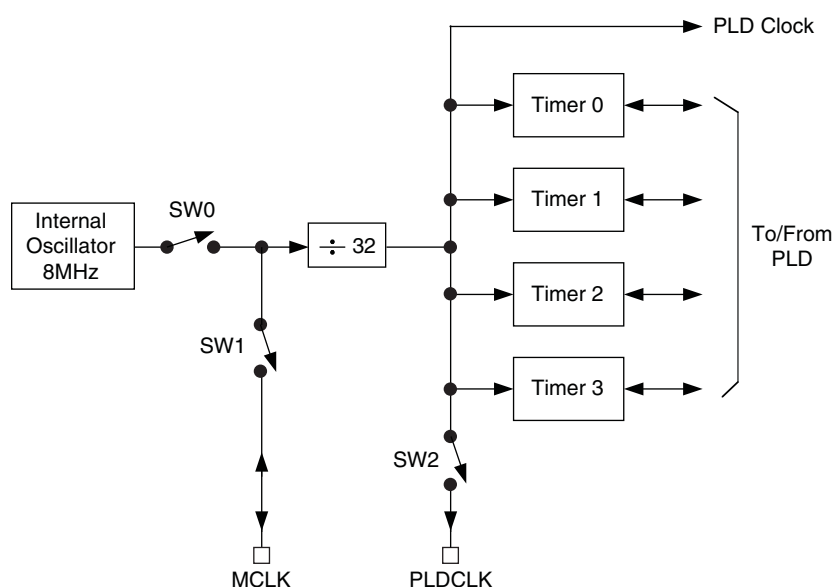 PLD Clock
Timer 0
Timer 1
SW0
Internal
Oscillator
8MHz
÷ 32
To/From
PLD
Timer 2
SW1
Timer 3
SW2
MCLK
PLDCLK